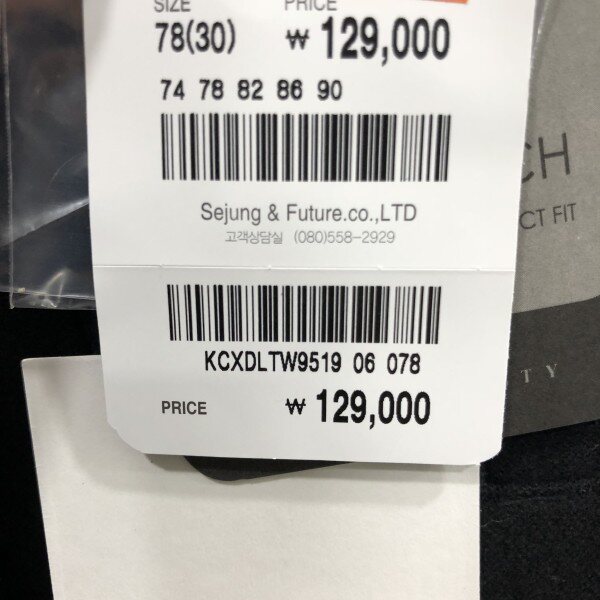 SIZE PRICE
78(30) ₩ 129,000
74 78 82 86 90
Sejung & Future.co.,LTD
고객상담실 (080)558-2929
KCXDLTW9519 06 078
PRICE ₩ 129,000
CH
CT FIT
TY